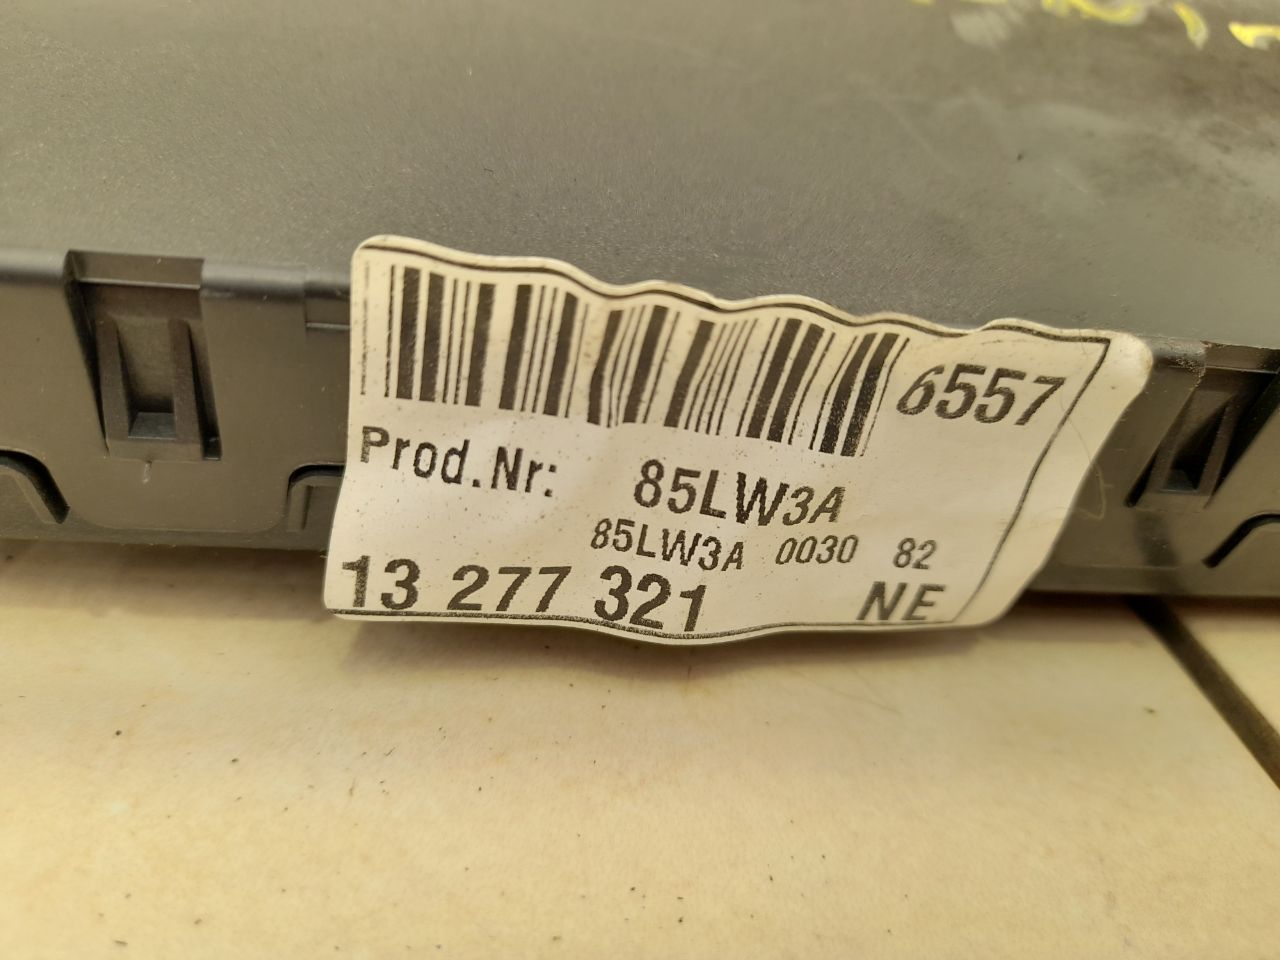 6557
Prod.Nr: 85LW3A
85LW3A 0030 82
13 277 321 NE